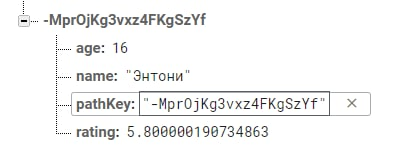 -MprOjKg3vxz4FKgSzYf
age: 16
name: "Энтони"
pathKey: "-MprOjKg3vxz4FKgSzYf" ×
rating: 5.800000190734863